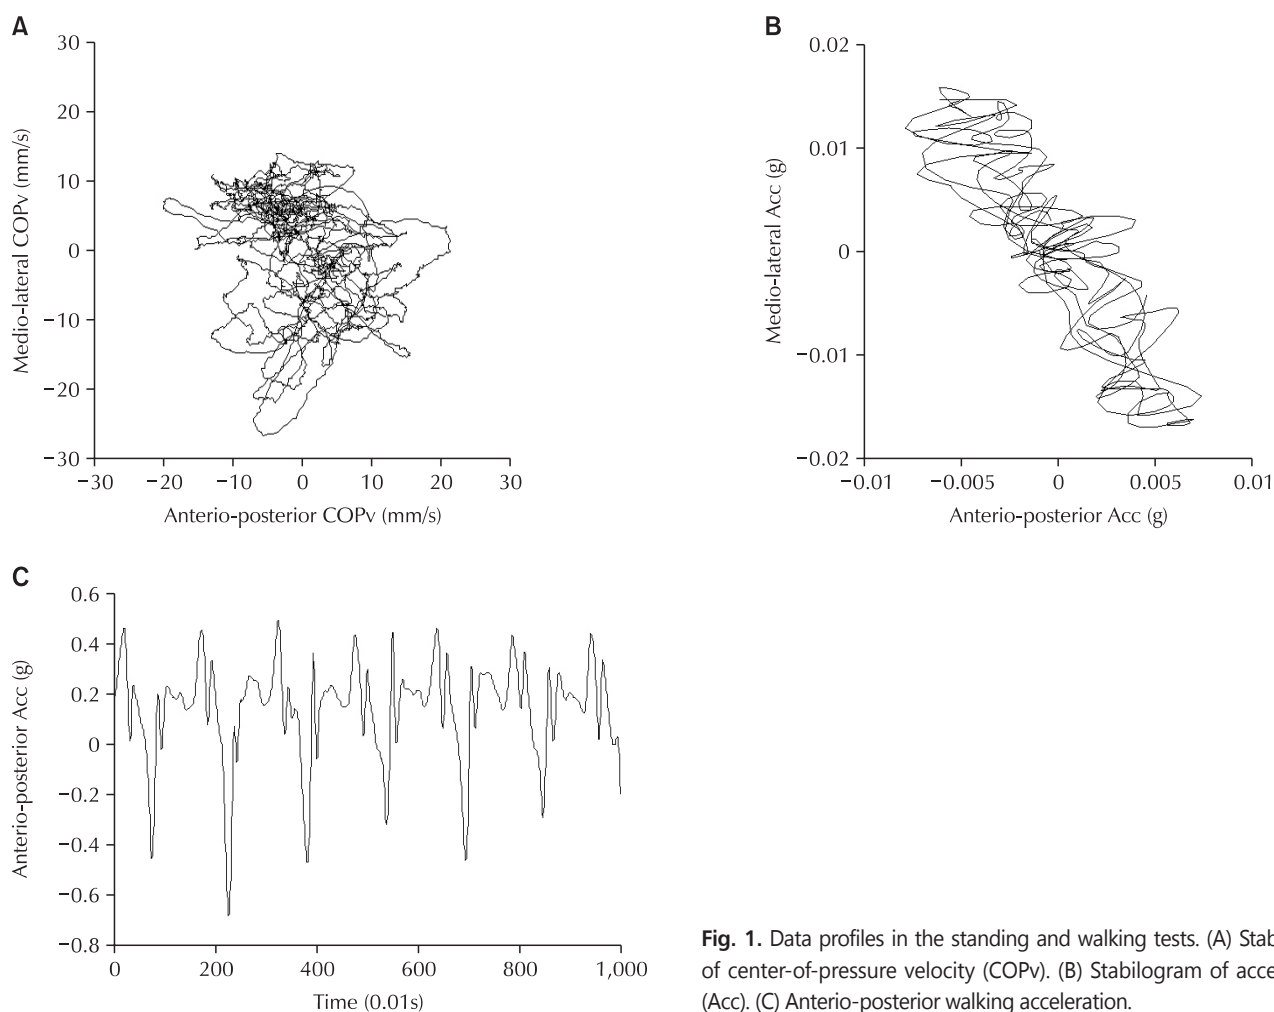 A
30
20
10
0
−10
−20
−30
Medio-lateral COPv (mm/s)
−30 −20 −10 0 10 20 30
Anterio-posterior COPv (mm/s)
B
0.02
0.01
0
−0.01
−0.02
Medio-lateral Acc (g)
−0.01 −0.005 0 0.005 0.01
Anterio-posterior Acc (g)
C
0.6
0.4
0.2
0
−0.2
−0.4
−0.6
−0.8
Anterio-posterior Acc (g)
0 200 400 600 800 1,000
Time (0.01s)
Fig. 1. Data profiles in the standing and walking tests. (A) Stab
of center-of-pressure velocity (COPv). (B) Stabilogram of acce
(Acc). (C) Anterio-posterior walking acceleration.